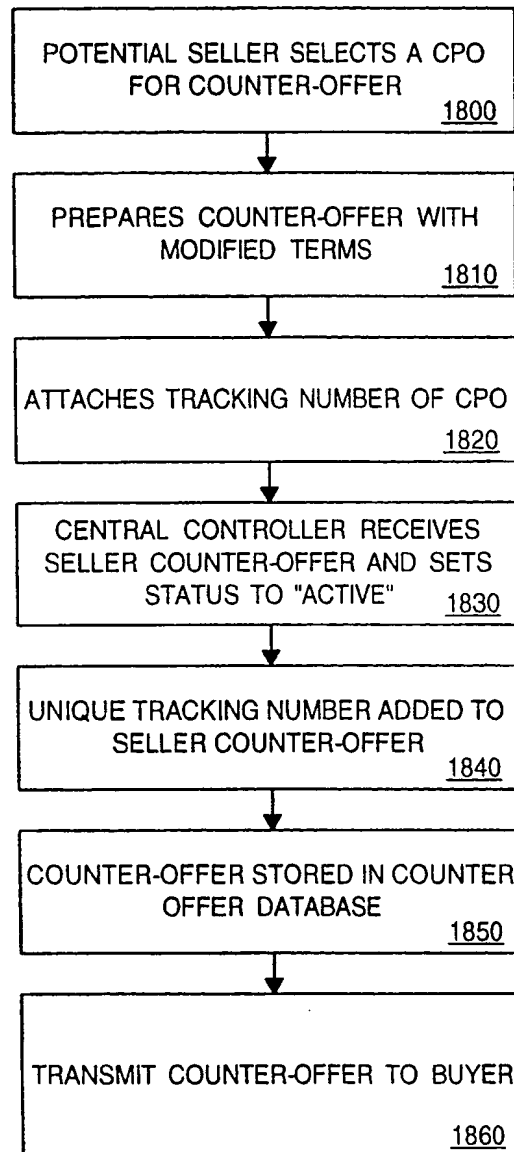 POTENTIAL SELLER SELECTS A CPO
FOR COUNTER-OFFER
1800
PREPARES COUNTER-OFFER WITH
MODIFIED TERMS
1810
ATTACHES TRACKING NUMBER OF CPO
1820
CENTRAL CONTROLLER RECEIVES
SELLER COUNTER-OFFER AND SETS
STATUS TO "ACTIVE"
1830
UNIQUE TRACKING NUMBER ADDED TO
SELLER COUNTER-OFFER
1840
COUNTER-OFFER STORED IN COUNTER
OFFER DATABASE
1850
TRANSMIT COUNTER-OFFER TO BUYER
1860